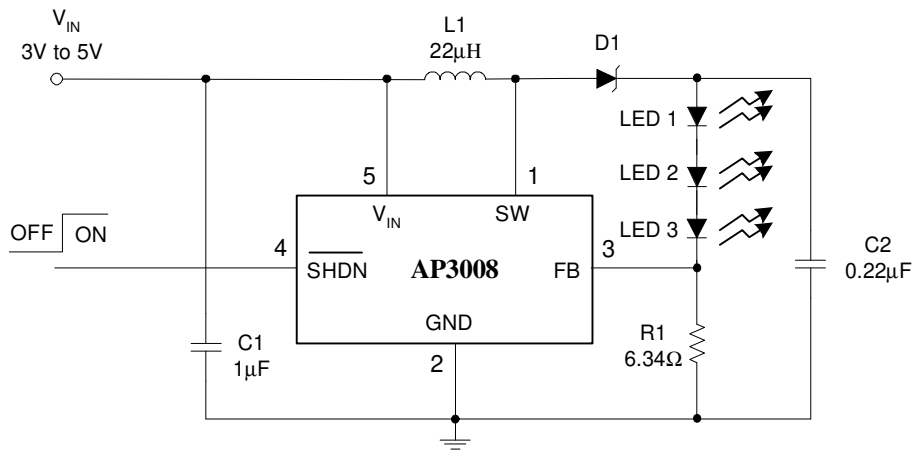 V_IN
3V to 5V
L1
22μH
D1
LED 1
LED 2
LED 3
5
1
V_IN
SW
OFF
ON
4
SHDN
AP3008
FB
3
GND
2
C1
1μF
R1
6.34Ω
C2
0.22μF